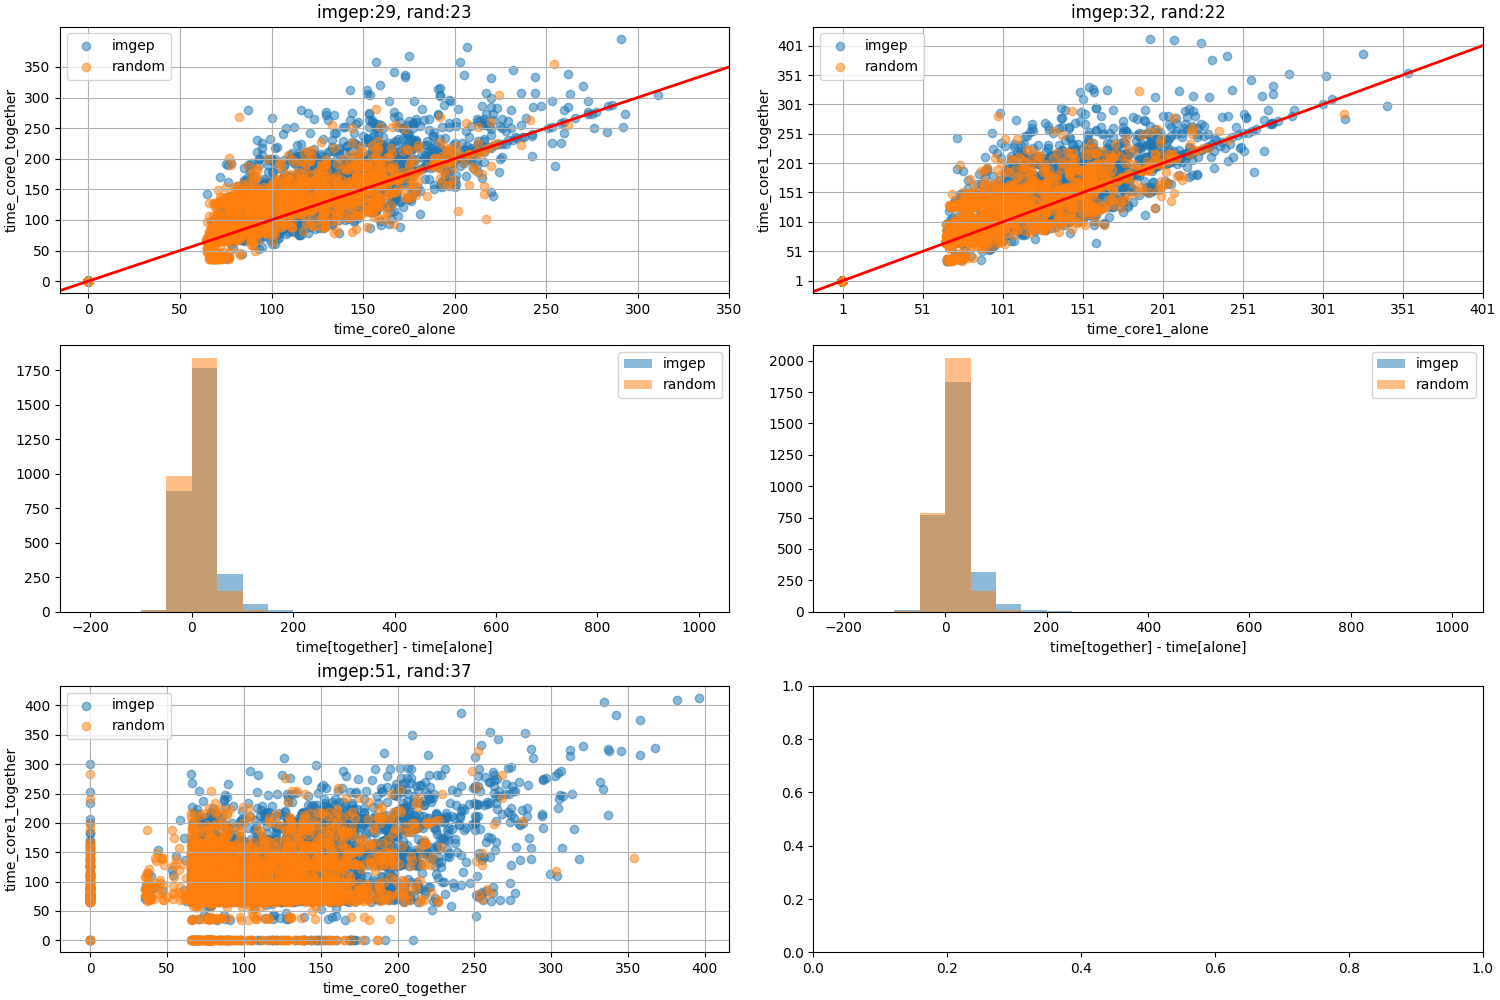 imgep:29, rand:23
imgep
random
time_core0_together
350
300
250
200
150
100
50
0
0 50 100 150 200 250 300 350
time_core0_alone
imgep:32, rand:22
imgep
random
time_core1_together
401
351
301
251
201
151
101
51
1
1 51 101 151 201 251 301 351 401
time_core1_alone
imgep
random
1750
1500
1250
1000
750
500
250
0
−200 0 200 400 600 800 1000
time[together] - time[alone]
imgep
random
2000
1750
1500
1250
1000
750
500
250
0
−200 0 200 400 600 800 1000
time[together] - time[alone]
imgep:51, rand:37
imgep
random
time_core1_together
400
350
300
250
200
150
100
50
0
0 50 100 150 200 250 300 350 400
time_core0_together
1.0
0.8
0.6
0.4
0.2
0.0
0.0 0.2 0.4 0.6 0.8 1.0